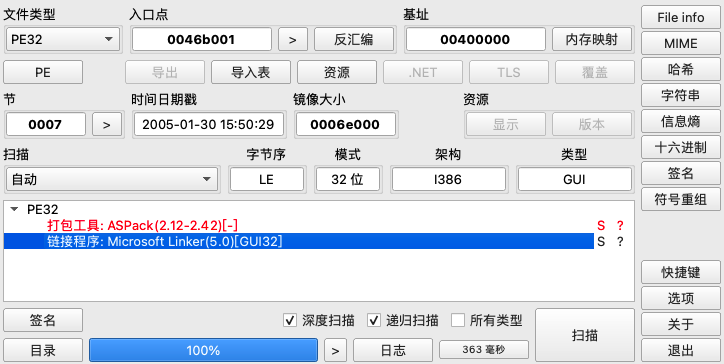 文件类型 入口点 基址 File info
PE32 0046b001 > 反汇编 00400000 内存映射 MIME
PE 导出 导入表 资源 .NET TLS 覆盖 哈希
节 时间日期戳 镜像大小 资源 字符串
0007 > 2005-01-30 15:50:29 0006e000 显示 版本 信息熵
扫描 字节序 模式 架构 类型 十六进制
自动 LE 32 位 I386 GUI 签名
PE32 符号重组
打包工具: ASPack(2.12-2.42)[-] S ?
链接程序: Microsoft Linker(5.0)[GUI32] S ?
快捷键
签名 深度扫描 递归扫描 所有类型 扫描 选项
关于
目录 100% > 日志 363 毫秒 退出